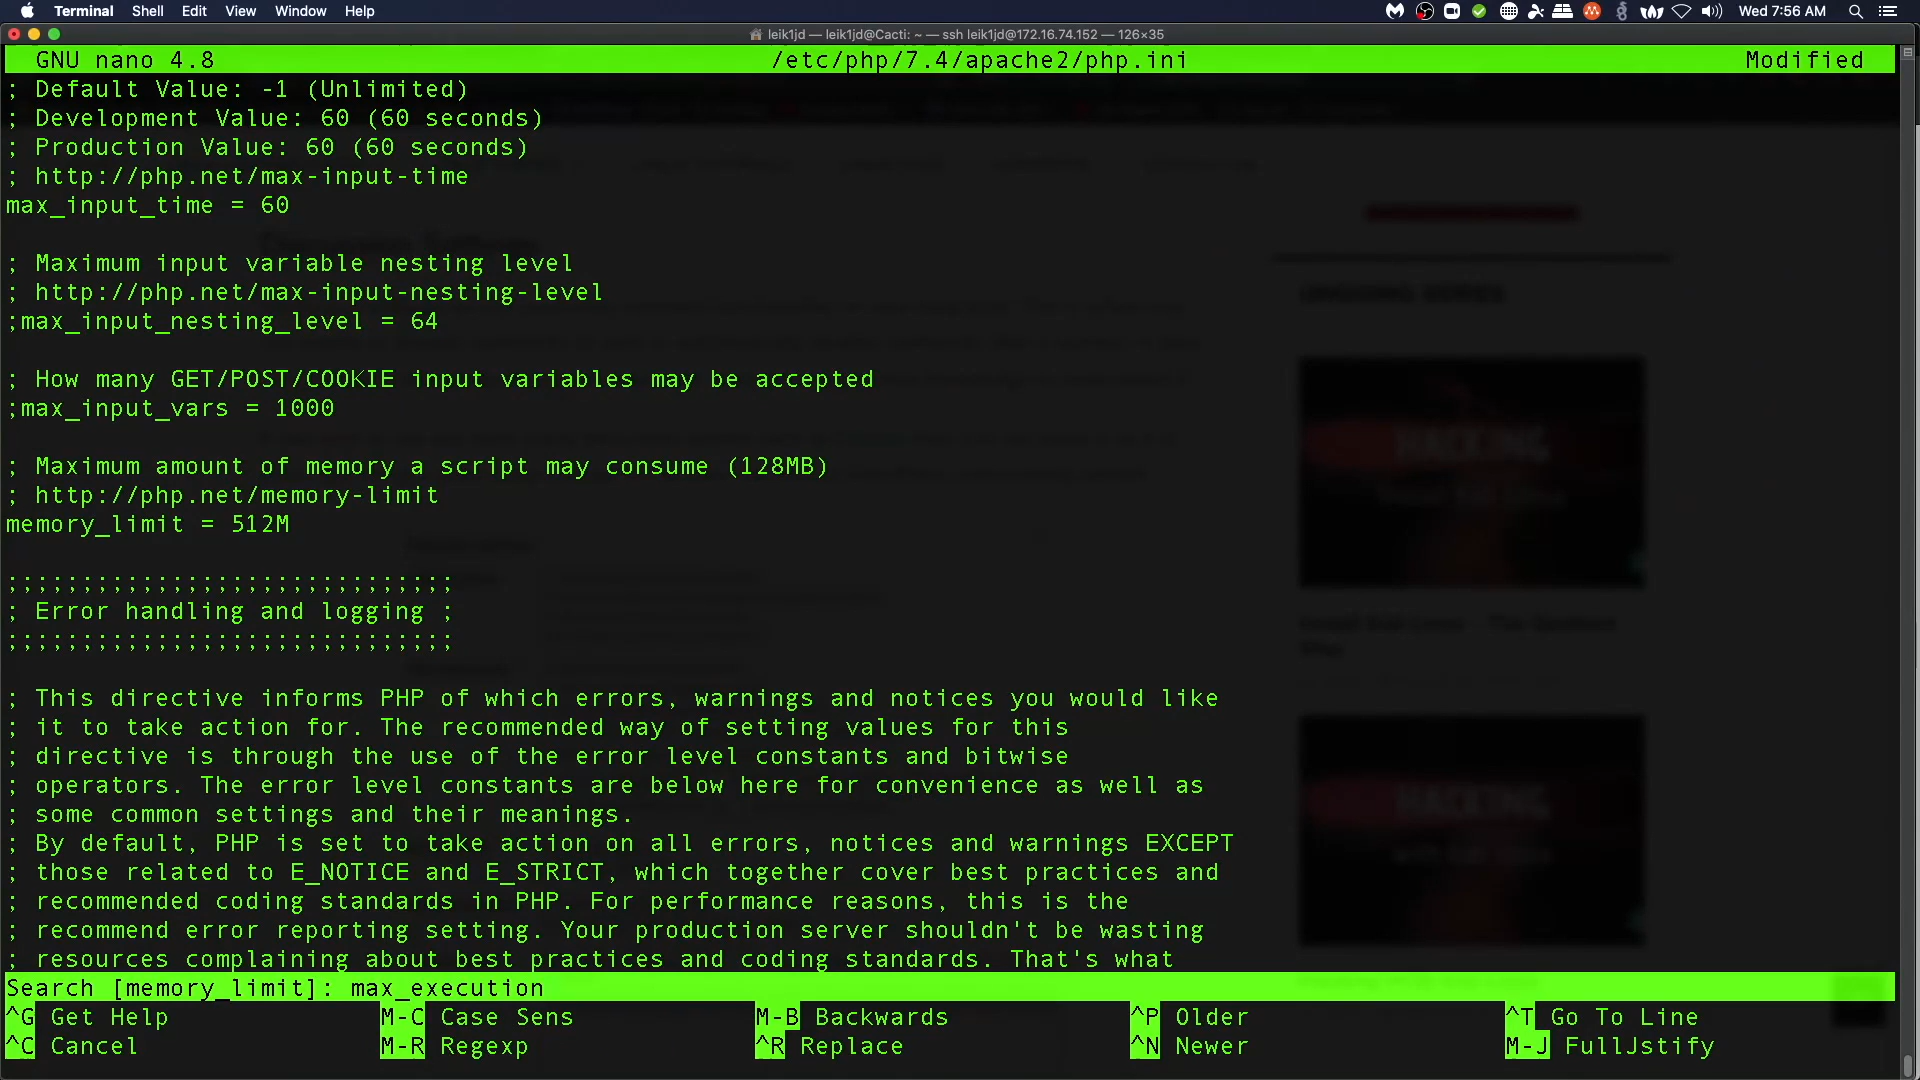 Terminal Shell Edit View Window Help Wed 7:56 AM
leik1jd — leik1jd@Cacti: ~ — ssh leik1jd@172.16.74.152 — 126×35
GNU nano 4.8 /etc/php/7.4/apache2/php.ini Modified
; Default Value: -1 (Unlimited)
; Development Value: 60 (60 seconds)
; Production Value: 60 (60 seconds)
; http://php.net/max-input-time
max_input_time = 60
; Maximum input variable nesting level
; http://php.net/max-input-nesting-level
;max_input_nesting_level = 64
; How many GET/POST/COOKIE input variables may be accepted
;max_input_vars = 1000
; Maximum amount of memory a script may consume (128MB)
; http://php.net/memory-limit
memory_limit = 512M
;;;;;;;;;;;;;;;;;;;;;;;;;;;;;;
; Error handling and logging ;
;;;;;;;;;;;;;;;;;;;;;;;;;;;;;;
; This directive informs PHP of which errors, warnings and notices you would like
; it to take action for. The recommended way of setting values for this
; directive is through the use of the error level constants and bitwise
; operators. The error level constants are below here for convenience as well as
; some common settings and their meanings.
; By default, PHP is set to take action on all errors, notices and warnings EXCEPT
; those related to E_NOTICE and E_STRICT, which together cover best practices and
; recommended coding standards in PHP. For performance reasons, this is the
; recommend error reporting setting. Your production server shouldn't be wasting
; resources complaining about best practices and coding standards. That's what
Search [memory_limit]: max_execution
^G Get Help M-C Case Sens M-B Backwards ^P Older ^T Go To Line
^C Cancel M-R Regexp ^R Replace ^N Newer M-J FullJstify